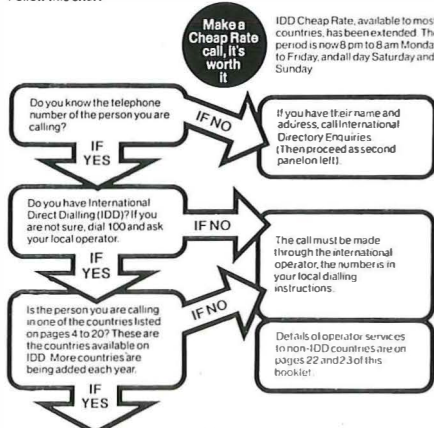 Make a
Cheap Rate
call, it's
worth
it
IDD Cheap Rate, available to most
countries, has been extended. The
period is now 8 pm to 8 am Monday
to Friday, and all day Saturday and
Sunday
Do you know the telephone
number of the person you are
calling?
IF NO
If you have their name and
address, call International
Directory Enquiries
(Then proceed as second
panel on left).
IF
YES
Do you have International
Direct Dialling (IDD)? If you
are not sure, dial 100 and ask
your local operator.
IF NO
The call must be made
through the international
operator, the number is in
your local dialling
instructions.
IF
YES
Is the person you are calling
in one of the countries listed
on pages 4 to 20? These are
the countries available on
IDD. More countries are
being added each year.
IF NO
Details of operator services
to non-IDD countries are on
pages 22 and 23 of this
booklet.
IF
YES